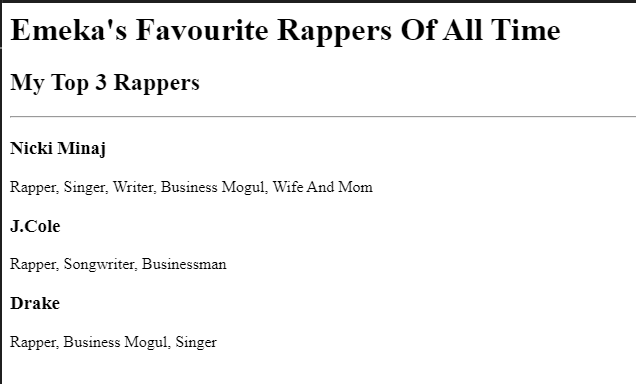 Emeka's Favourite Rappers Of All Time
My Top 3 Rappers
Nicki Minaj
Rapper, Singer, Writer, Business Mogul, Wife And Mom
J.Cole
Rapper, Songwriter, Businessman
Drake
Rapper, Business Mogul, Singer